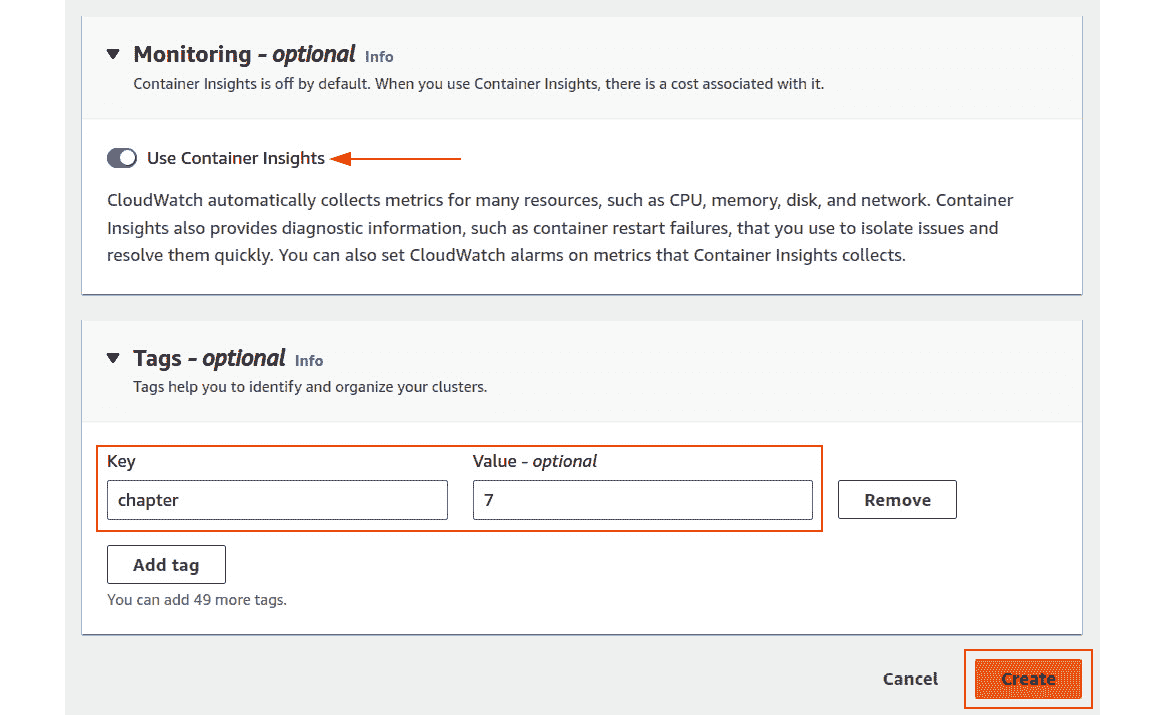 Monitoring - optional Info
Container Insights is off by default. When you use Container Insights, there is a cost associated with it.
Use Container Insights
CloudWatch automatically collects metrics for many resources, such as CPU, memory, disk, and network. Container
Insights also provides diagnostic information, such as container restart failures, that you use to isolate issues and
resolve them quickly. You can also set CloudWatch alarms on metrics that Container Insights collects.
Tags - optional Info
Tags help you to identify and organize your clusters.
Key Value - optional
chapter 7 Remove
Add tag
You can add 49 more tags.
Cancel Create